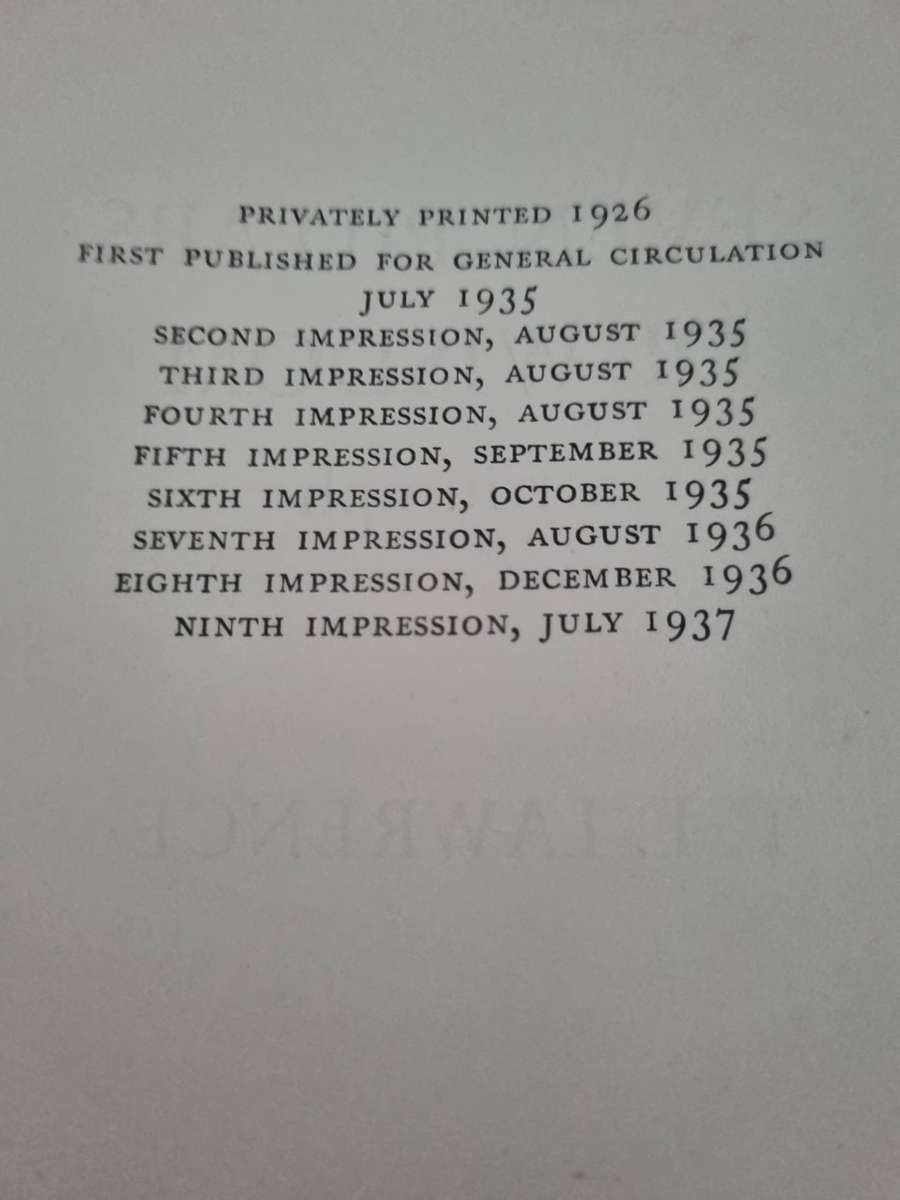 PRIVATELY PRINTED 1926
FIRST PUBLISHED FOR GENERAL CIRCULATION
JULY 1935
SECOND IMPRESSION, AUGUST 1935
THIRD IMPRESSION, AUGUST 1935
FOURTH IMPRESSION, AUGUST 1935
FIFTH IMPRESSION, SEPTEMBER 1935
SIXTH IMPRESSION, OCTOBER 1935
SEVENTH IMPRESSION, AUGUST 1936
EIGHTH IMPRESSION, DECEMBER 1936
NINTH IMPRESSION, JULY 1937
LAWRENCE